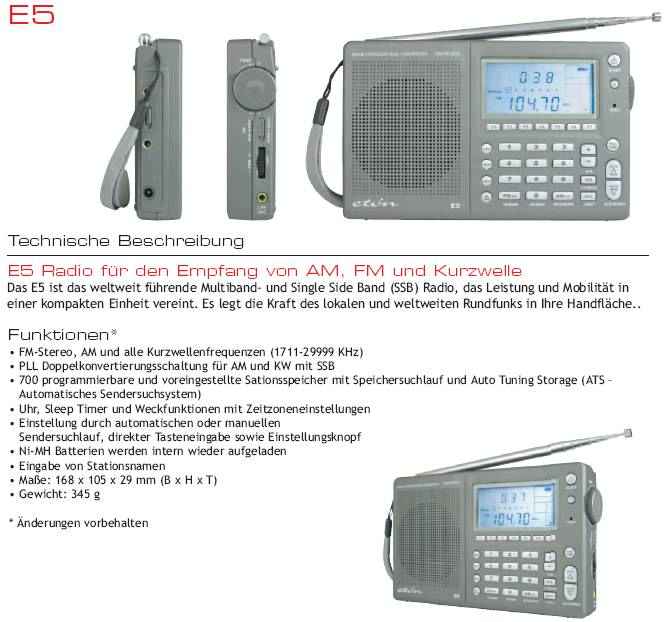 E5
038
104.70
etón
E5
Technische Beschreibung
E5 Radio für den Empfang von AM, FM und Kurzwelle
Das E5 ist das weltweit führende Multiband- und Single Side Band (SSB) Radio, das Leistung und Mobilität in
einer kompakten Einheit vereint. Es legt die Kraft des lokalen und weltweiten Rundfunks in Ihre Handfläche..
Funktionen*
• FM-Stereo, AM und alle Kurzwellenfrequenzen (1711-29999 KHz)
• PLL Doppelkonvertierungsschaltung für AM und KW mit SSB
• 700 programmierbare und voreingestellte Sationsspeicher mit Speichersuchlauf und Auto Tuning Storage (ATS –
Automatisches Sendersuchsystem)
• Uhr, Sleep Timer und Weckfunktionen mit Zeitzoneneinstellungen
• Einstellung durch automatischen oder manuellen
Sendersuchlauf, direkter Tasteneingabe sowie Einstellungsknopf
• Ni-MH Batterien werden intern wieder aufgeladen
• Eingabe von Stationsnamen
• Maße: 168 x 105 x 29 mm (B x H x T)
• Gewicht: 345 g
* Änderungen vorbehalten
037
104.70